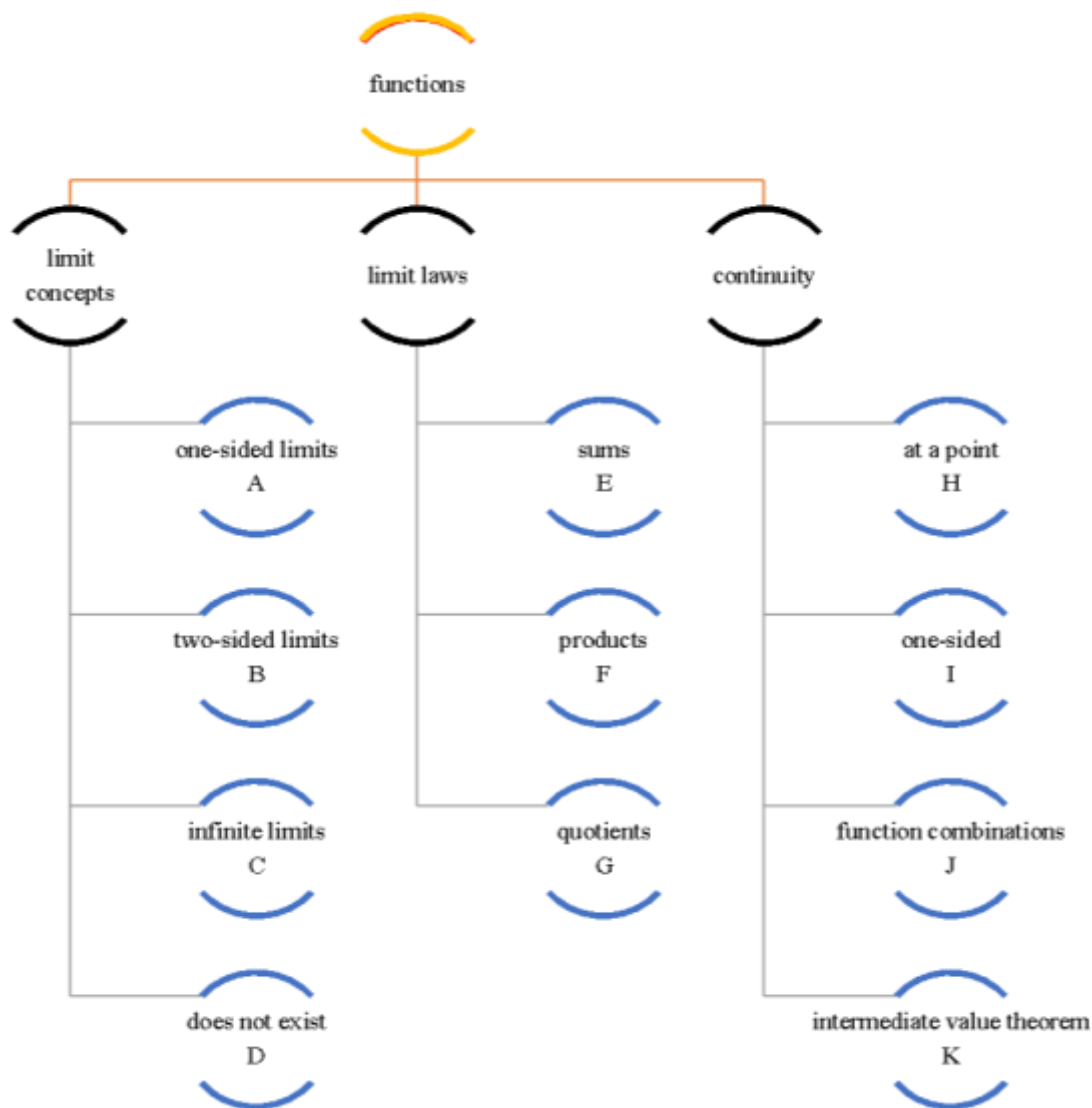 functions
limit
concepts
limit laws
continuity
one-sided limits
A
sums
E
at a point
H
two-sided limits
B
products
F
one-sided
I
infinite limits
C
quotients
G
function combinations
J
does not exist
D
intermediate value theorem
K